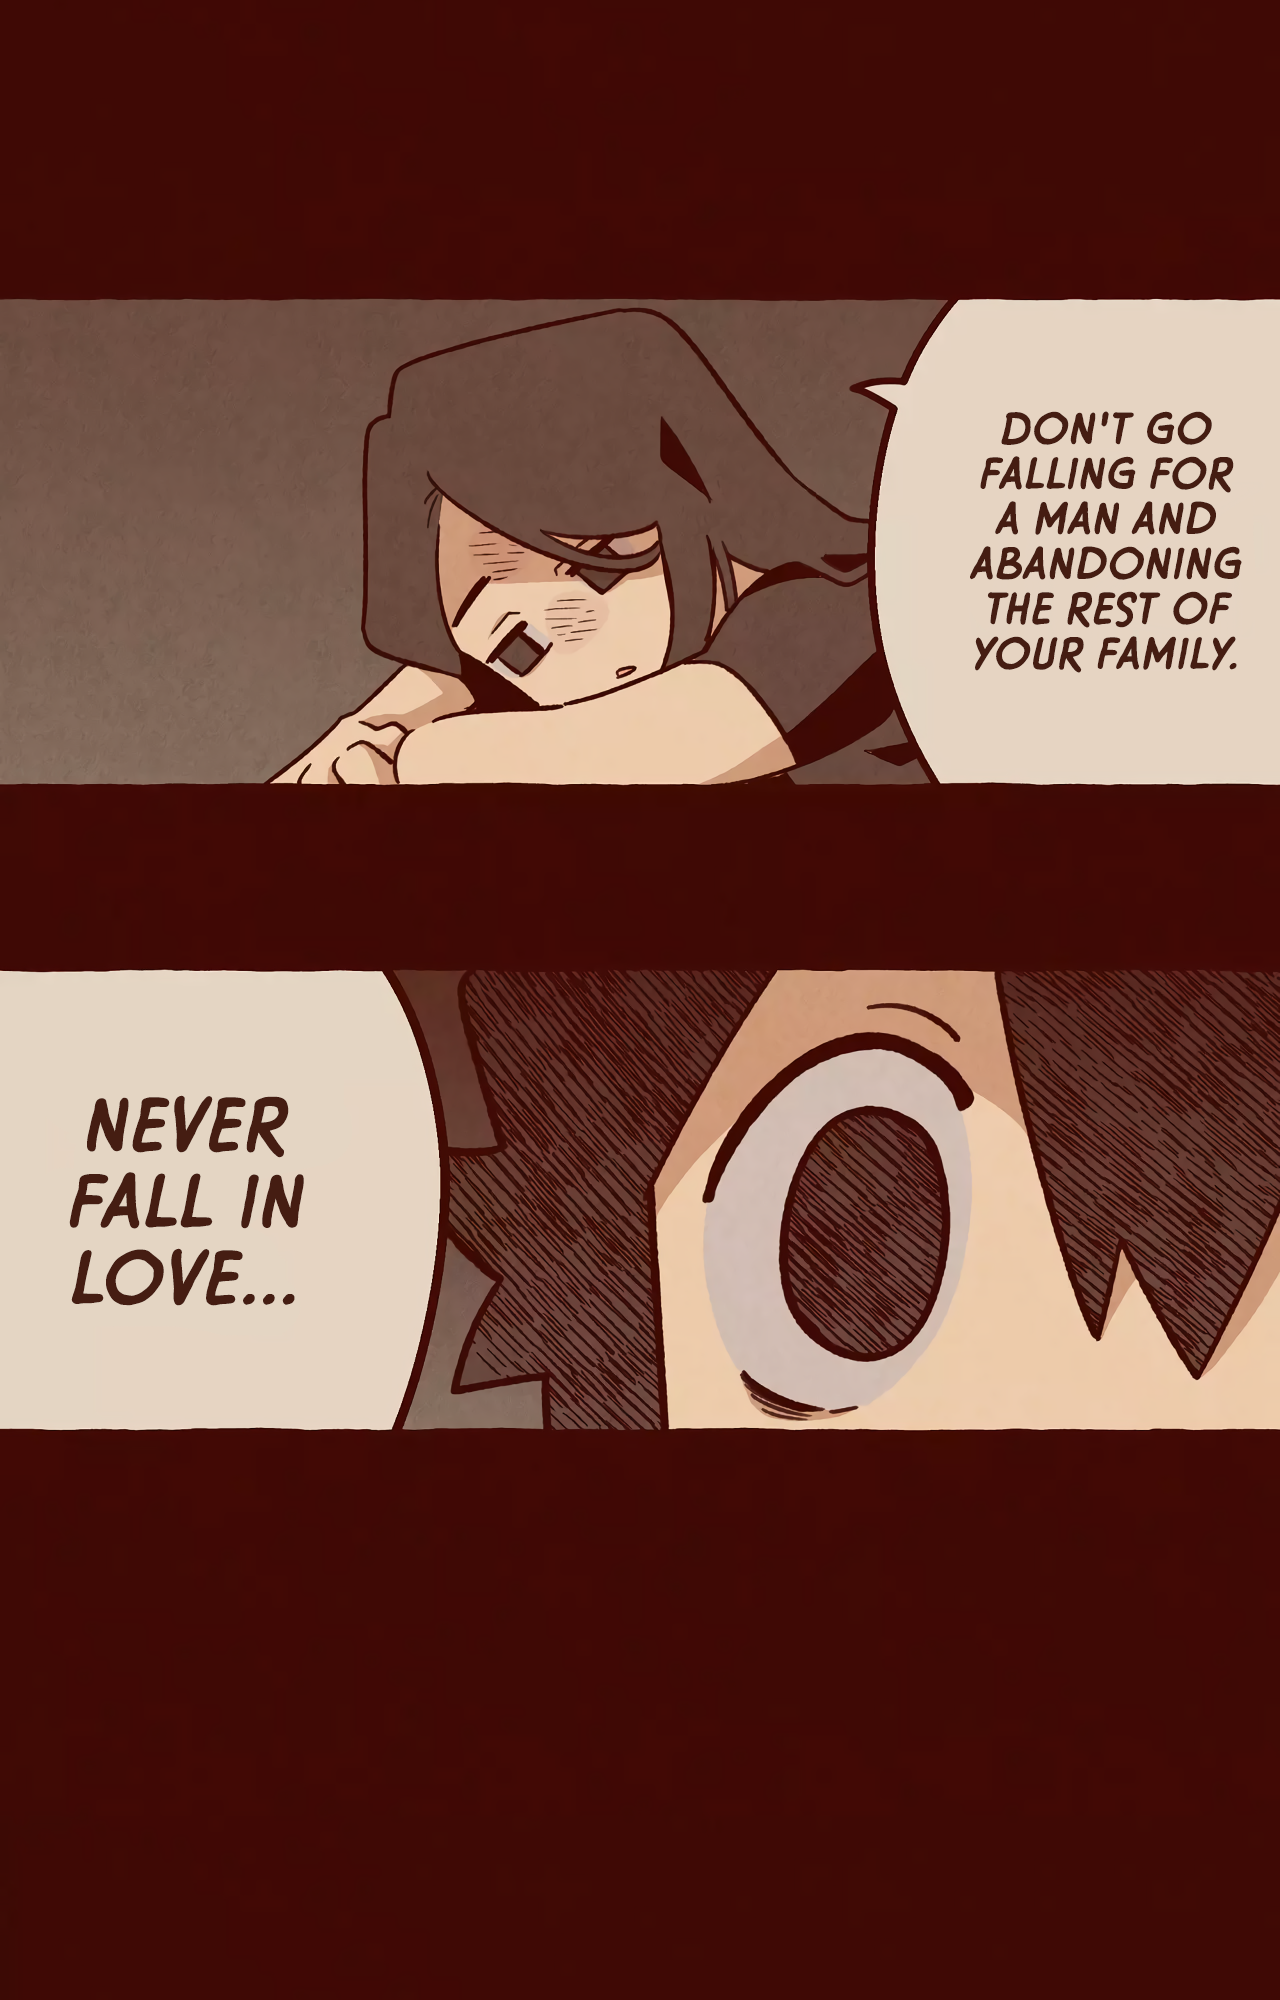 DON'T GO
FALLING FOR
A MAN AND
ABANDONING
THE REST OF
YOUR FAMILY.
NEVER
FALL IN
LOVE...